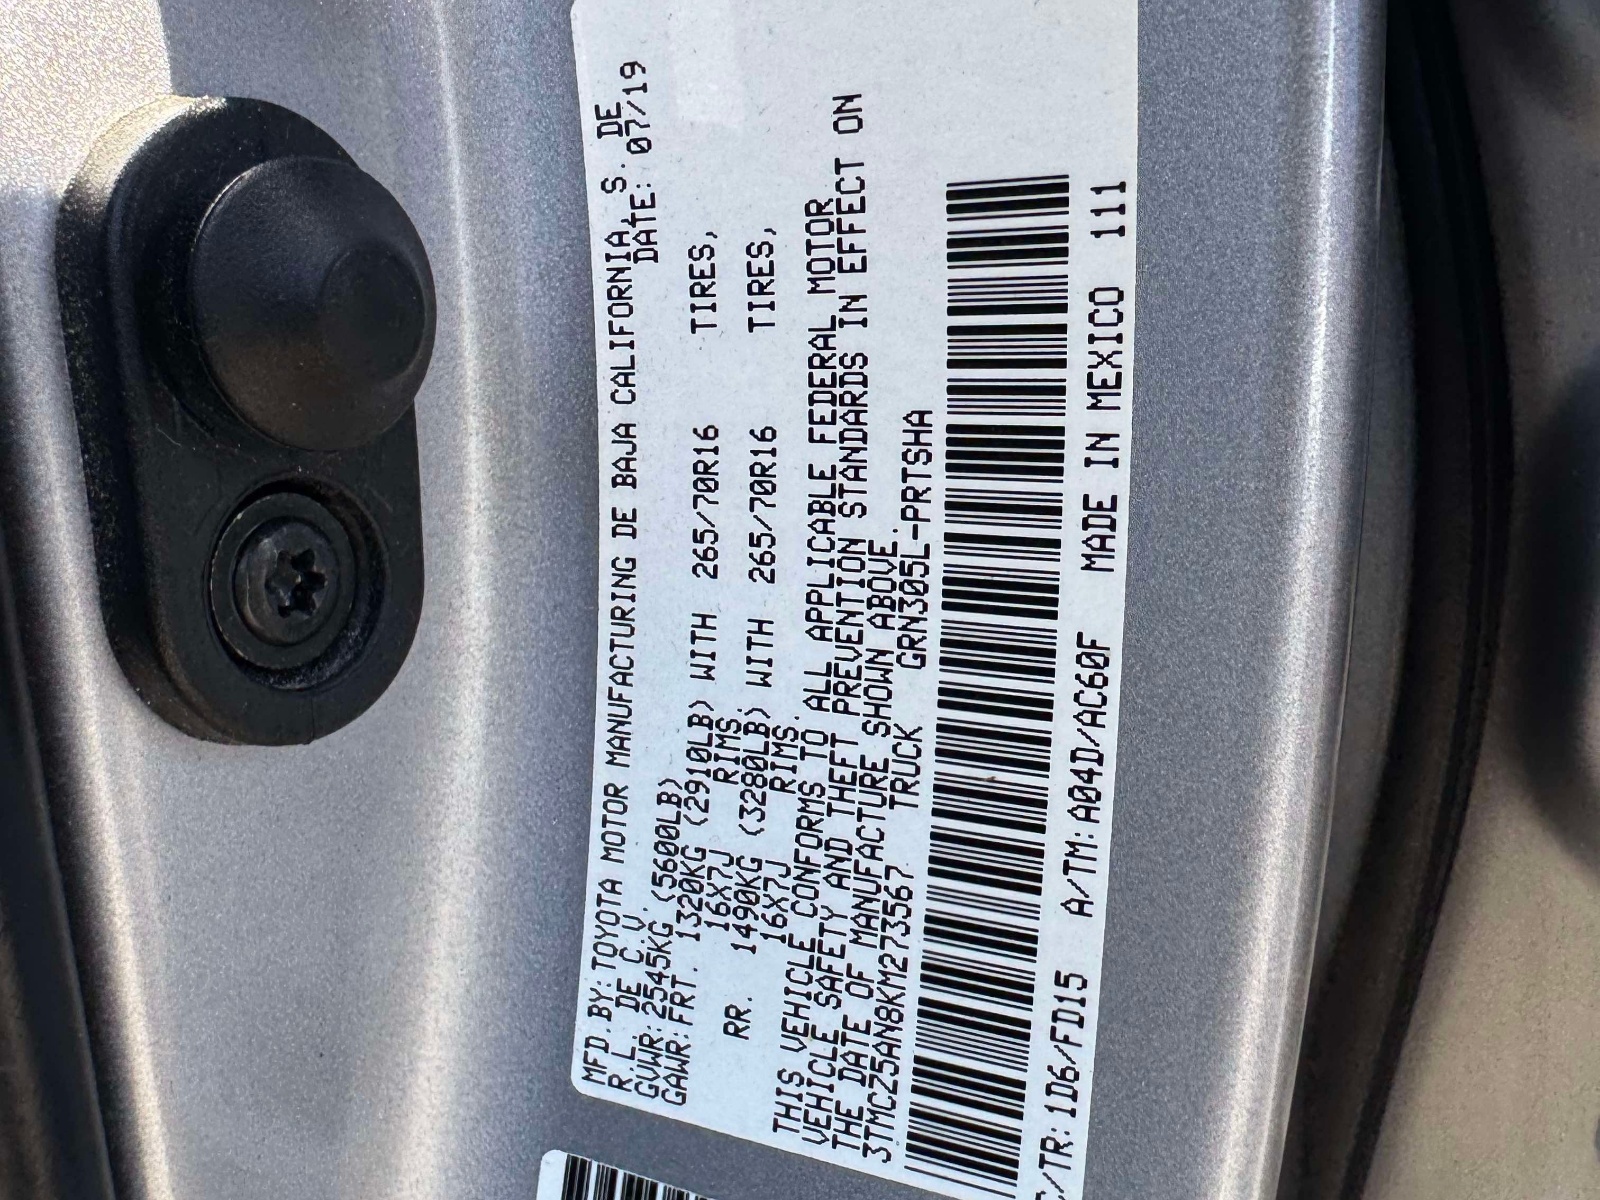 MFD.BY:TOYOTA MOTOR MANUFACTURING DE BAJA CALIFORNIA, S. DE
R.L. DE C.V. DATE: 07/19
GVWR:2545KG (5600LB)
GAWR:FRT. 1320KG (2910LB) WITH 265/70R16 TIRES,
16X7J RIMS.
RR. 1490KG (3280LB) WITH 265/70R16 TIRES,
16X7J RIMS.
THIS VEHICLE CONFORMS TO ALL APPLICABLE FEDERAL MOTOR
VEHICLE SAFETY AND THEFT PREVENTION STANDARDS IN EFFECT ON
THE DATE OF MANUFACTURE SHOWN ABOVE.
3TMCZ5AN8KM273567 TRUCK GRN305L-PRTSHA
C/TR:1D6/FD15 A/TM:A04D/AC60F MADE IN MEXICO 111